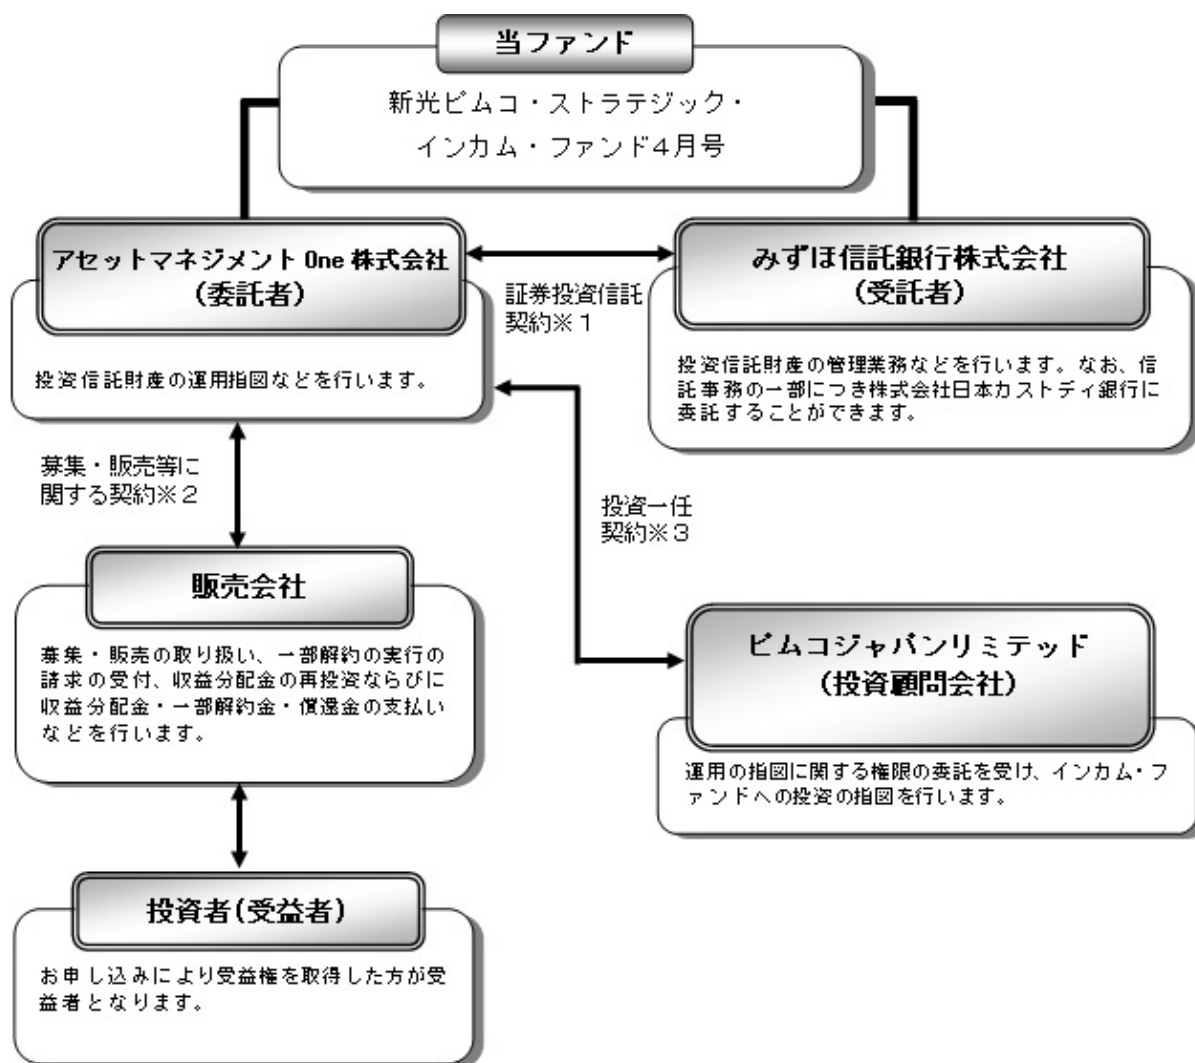 当ファンド
新光ピムコ・ストラテジック・
インカム・ファンド4月号
アセットマネジメント One 株式会社
(委託者)
投資信託財産の運用指図などを行います。
証券投資信託
契約※1
みずほ信託銀行株式会社
(受託者)
投資信託財産の管理業務などを行います。なお、信
託事務の一部につき株式会社日本カストディ銀行に
委託することができます。
募集・販売等に
関する契約※2
投資一任
契約※3
販売会社
募集・販売の取り扱い、一部解約の実行の
請求の受付、収益分配金の再投資ならびに
収益分配金・一部解約金・償還金の支払い
などを行います。
ピムコジャパンリミテッド
(投資顧問会社)
運用の指図に関する権限の委託を受け、インカム・フ
ァンドへの投資の指図を行います。
投資者(受益者)
お申し込みにより受益権を取得した方が受
益者となります。